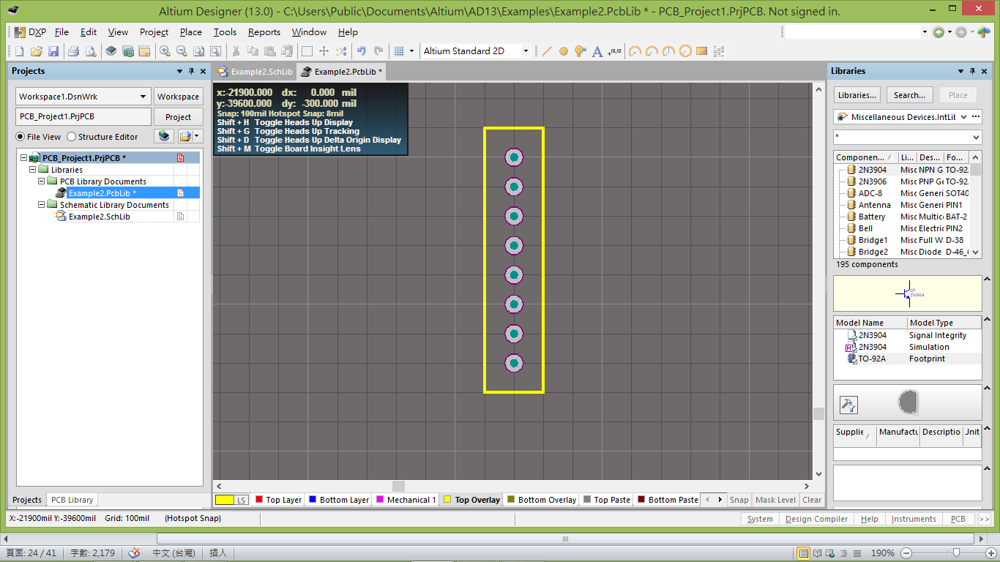 Altium Designer (13.0) - C:\Users\Public\Documents\Altium\AD13\Examples\Example2.PcbLib * - PCB_Project1.PrjPCB. Not signed in.
DXP File Edit View Project Place Tools Reports Window Help
Altium Standard 2D
Projects
Example2.SchLib
Example2.PcbLib *
Libraries
Workspace1.DsnWrk
Workspace
PCB_Project1.PrjPCB
Project
File View
Structure Editor
PCB_Project1.PrjPCB *
Libraries
PCB Library Documents
Example2.PcbLib *
Schematic Library Documents
Example2.SchLib
Projects
PCB Library
x:-21900.000 dx: 0.000 mil
y:-39600.000 dy: -300.000 mil
Snap: 100mil Hotspot Snap: 8mil
Shift + H Toggle Heads Up Display
Shift + G Toggle Heads Up Tracking
Shift + D Toggle Heads Up Delta Origin Display
Shift + M Toggle Board Insight Lens
LS
Top Layer
Bottom Layer
Mechanical 1
Top Overlay
Bottom Overlay
Top Paste
Bottom Paste
Snap
Mask Level
Clear
Libraries...
Search...
Place
Miscellaneous Devices.IntLil
...
*
Componen... Li... Des... Fo...
2N3904 Misc NPN G TO-92
2N3906 Misc PNP Ge TO-92
ADC-8 Misc Generi SOT40
Antenna Misc Generi PIN1
Battery Misc Multice BAT-2
Bell Misc Electric PIN2
Bridge1 Misc Full W D-38
Bridge2 Misc Diode D-46_
195 components
2N3904
Model Name Model Type
2N3904 Signal Integrity
2N3904 Simulation
TO-92A Footprint
Supplie Manufactu Descriptio Jnit
X:-21900mil Y:-39600mil Grid: 100mil (Hotspot Snap)
System Design Compiler Help Instruments PCB >>
頁面: 24 / 41 字數: 2,179 中文 (台灣) 插入 190%